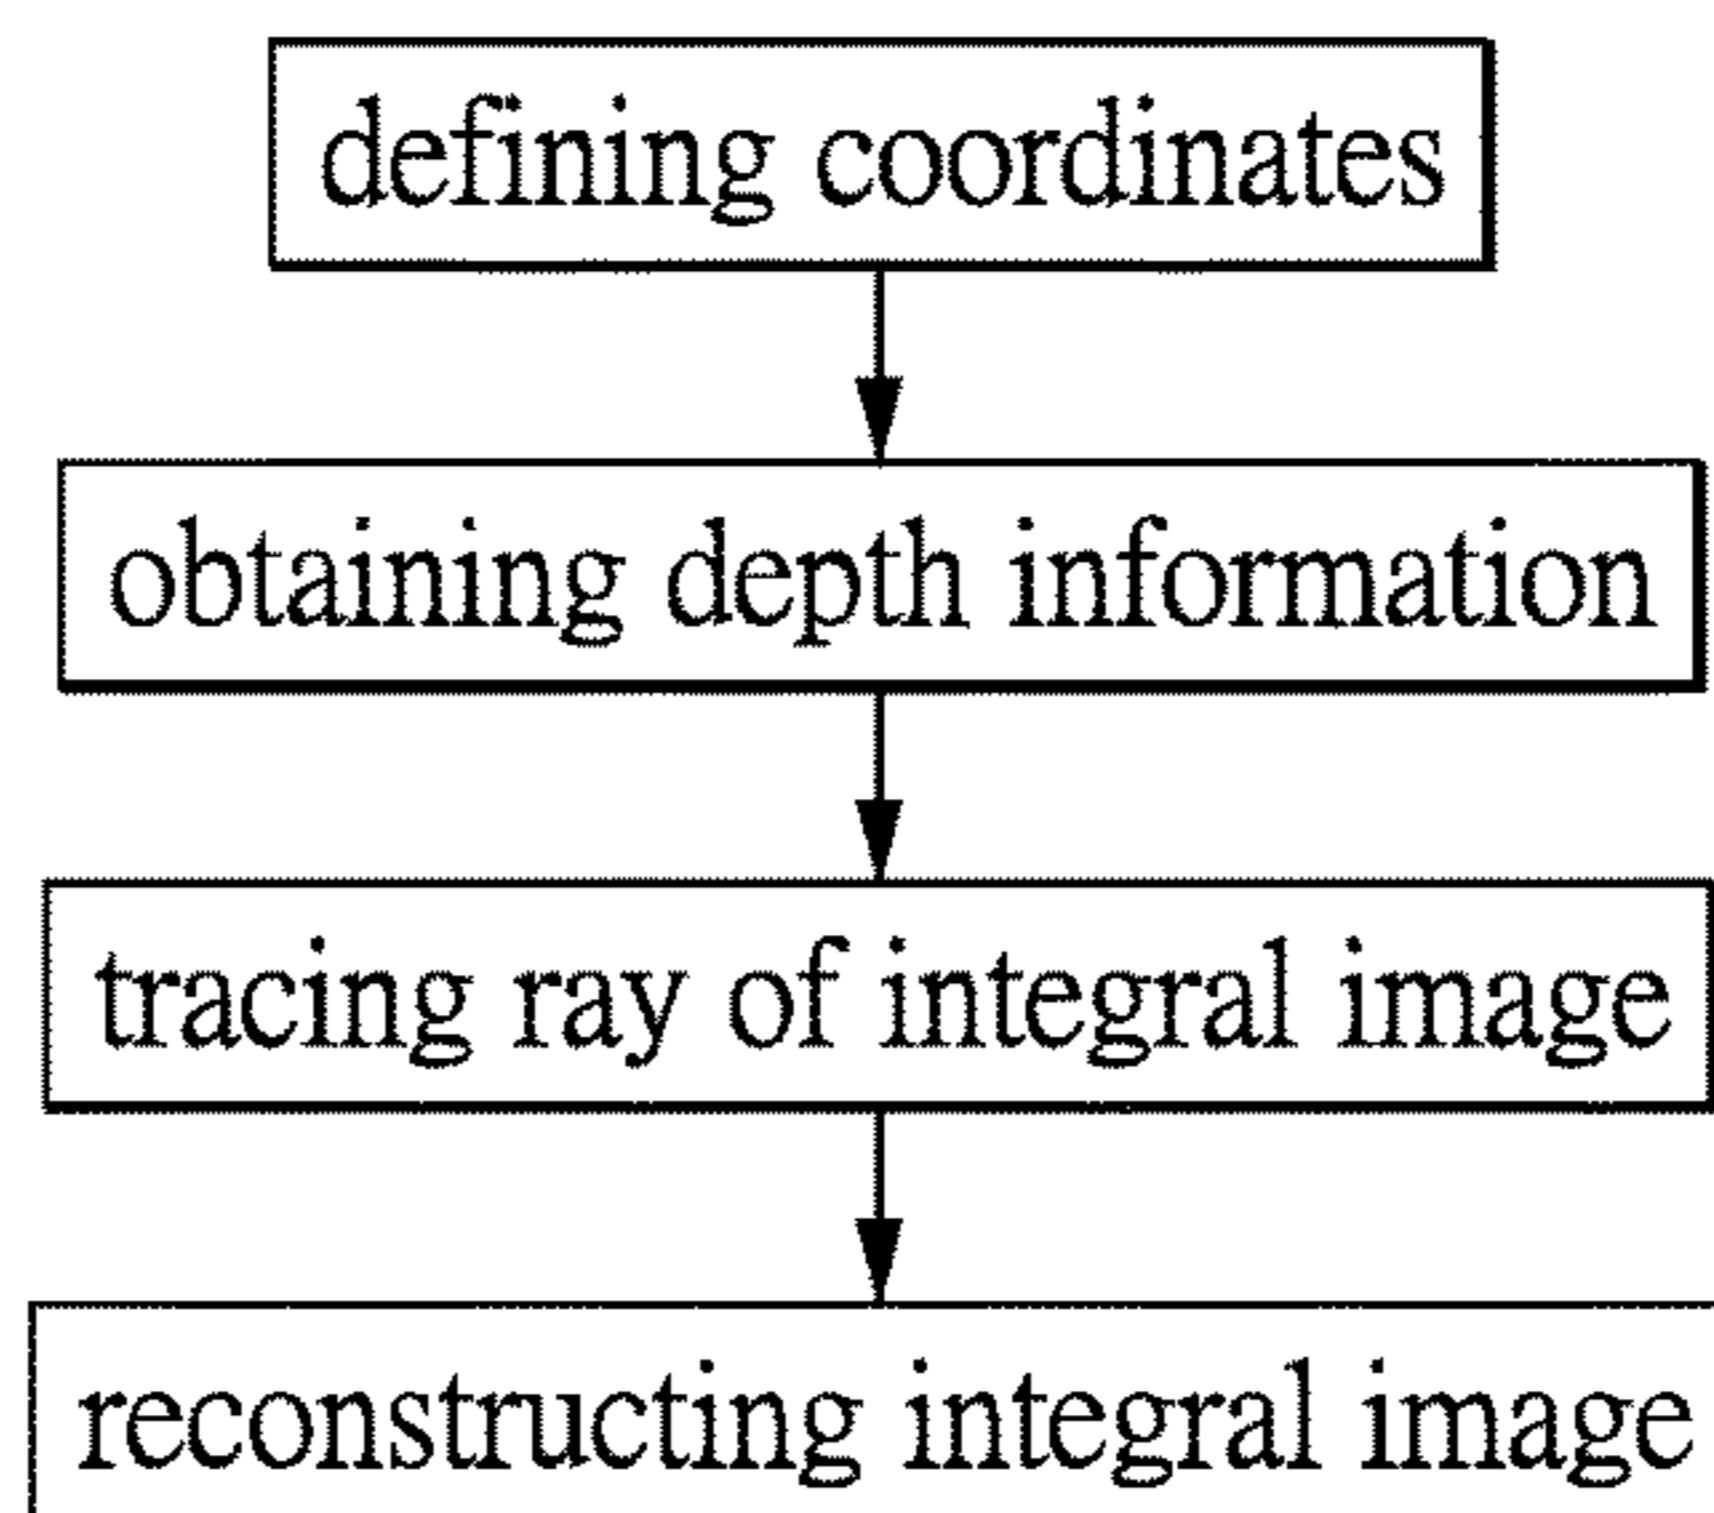 defining coordinates
obtaining depth information
tracing ray of integral image
reconstructing integral image